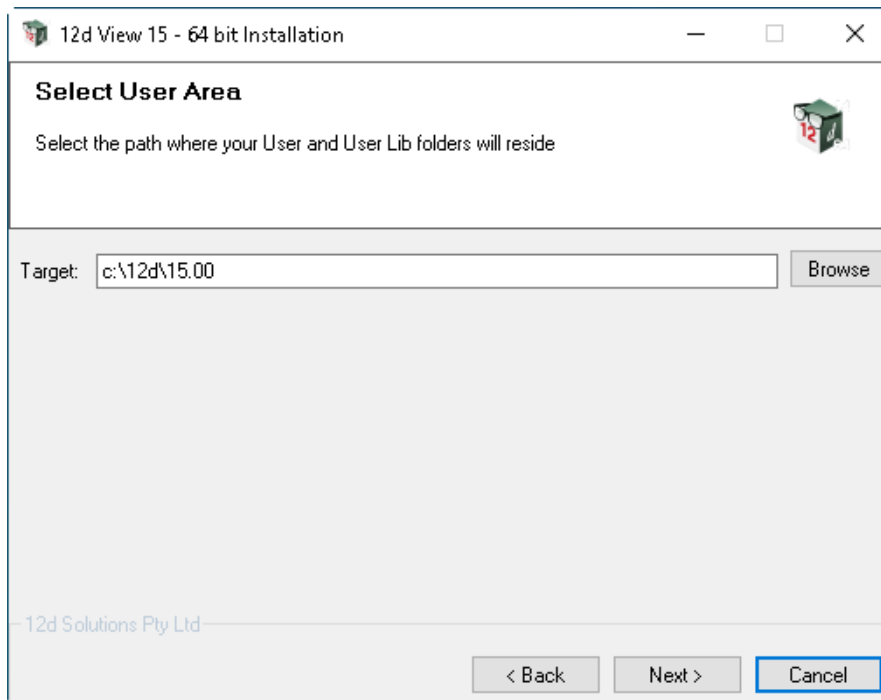 12d View 15 - 64 bit Installation
Select User Area
Select the path where your User and User Lib folders will reside
12 d
Target: c:\12d\15.00 Browse
12d Solutions Pty Ltd
< Back Next > Cancel